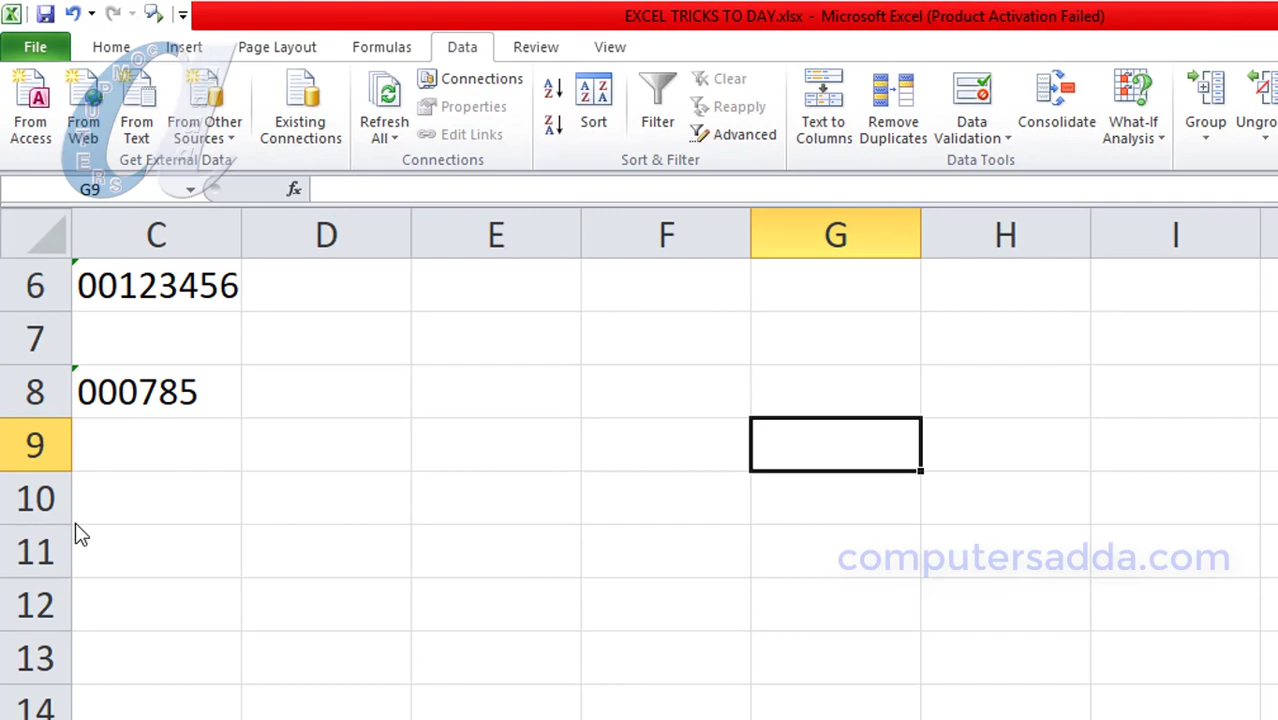 EXCEL TRICKS TO DAY.xlsx - Microsoft Excel (Product Activation Failed)
File Home Insert Page Layout Formulas Data Review View
From Access
From Web
From Text
From Other Sources
Existing Connections
Get External Data
Refresh All
Connections
Properties
Edit Links
Connections
Sort
Filter
Clear
Reapply
Advanced
Sort & Filter
Text to Columns
Remove Duplicates
Data Validation
Consolidate
What-If Analysis
Data Tools
Group
Ungro
G9 fx
C D E F G H I
6 00123456
7
8 000785
9
10
11
computersadda.com
12
13
14